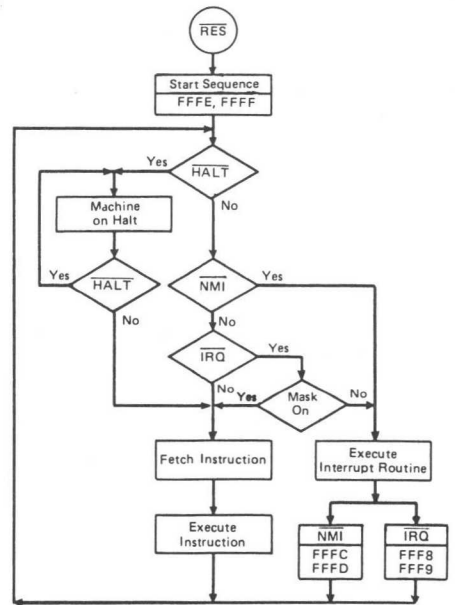 RES
Start Sequence
FFFE, FFFF
Yes
HALT
No
Machine
on Halt
Yes
HALT
No
NMI
Yes
No
IRQ
Yes
No
Yes
Mask
On
No
Fetch Instruction
Execute
Interrupt Routine
Execute
Instruction
NMI
FFFC
FFFD
IRQ
FFF8
FFF9